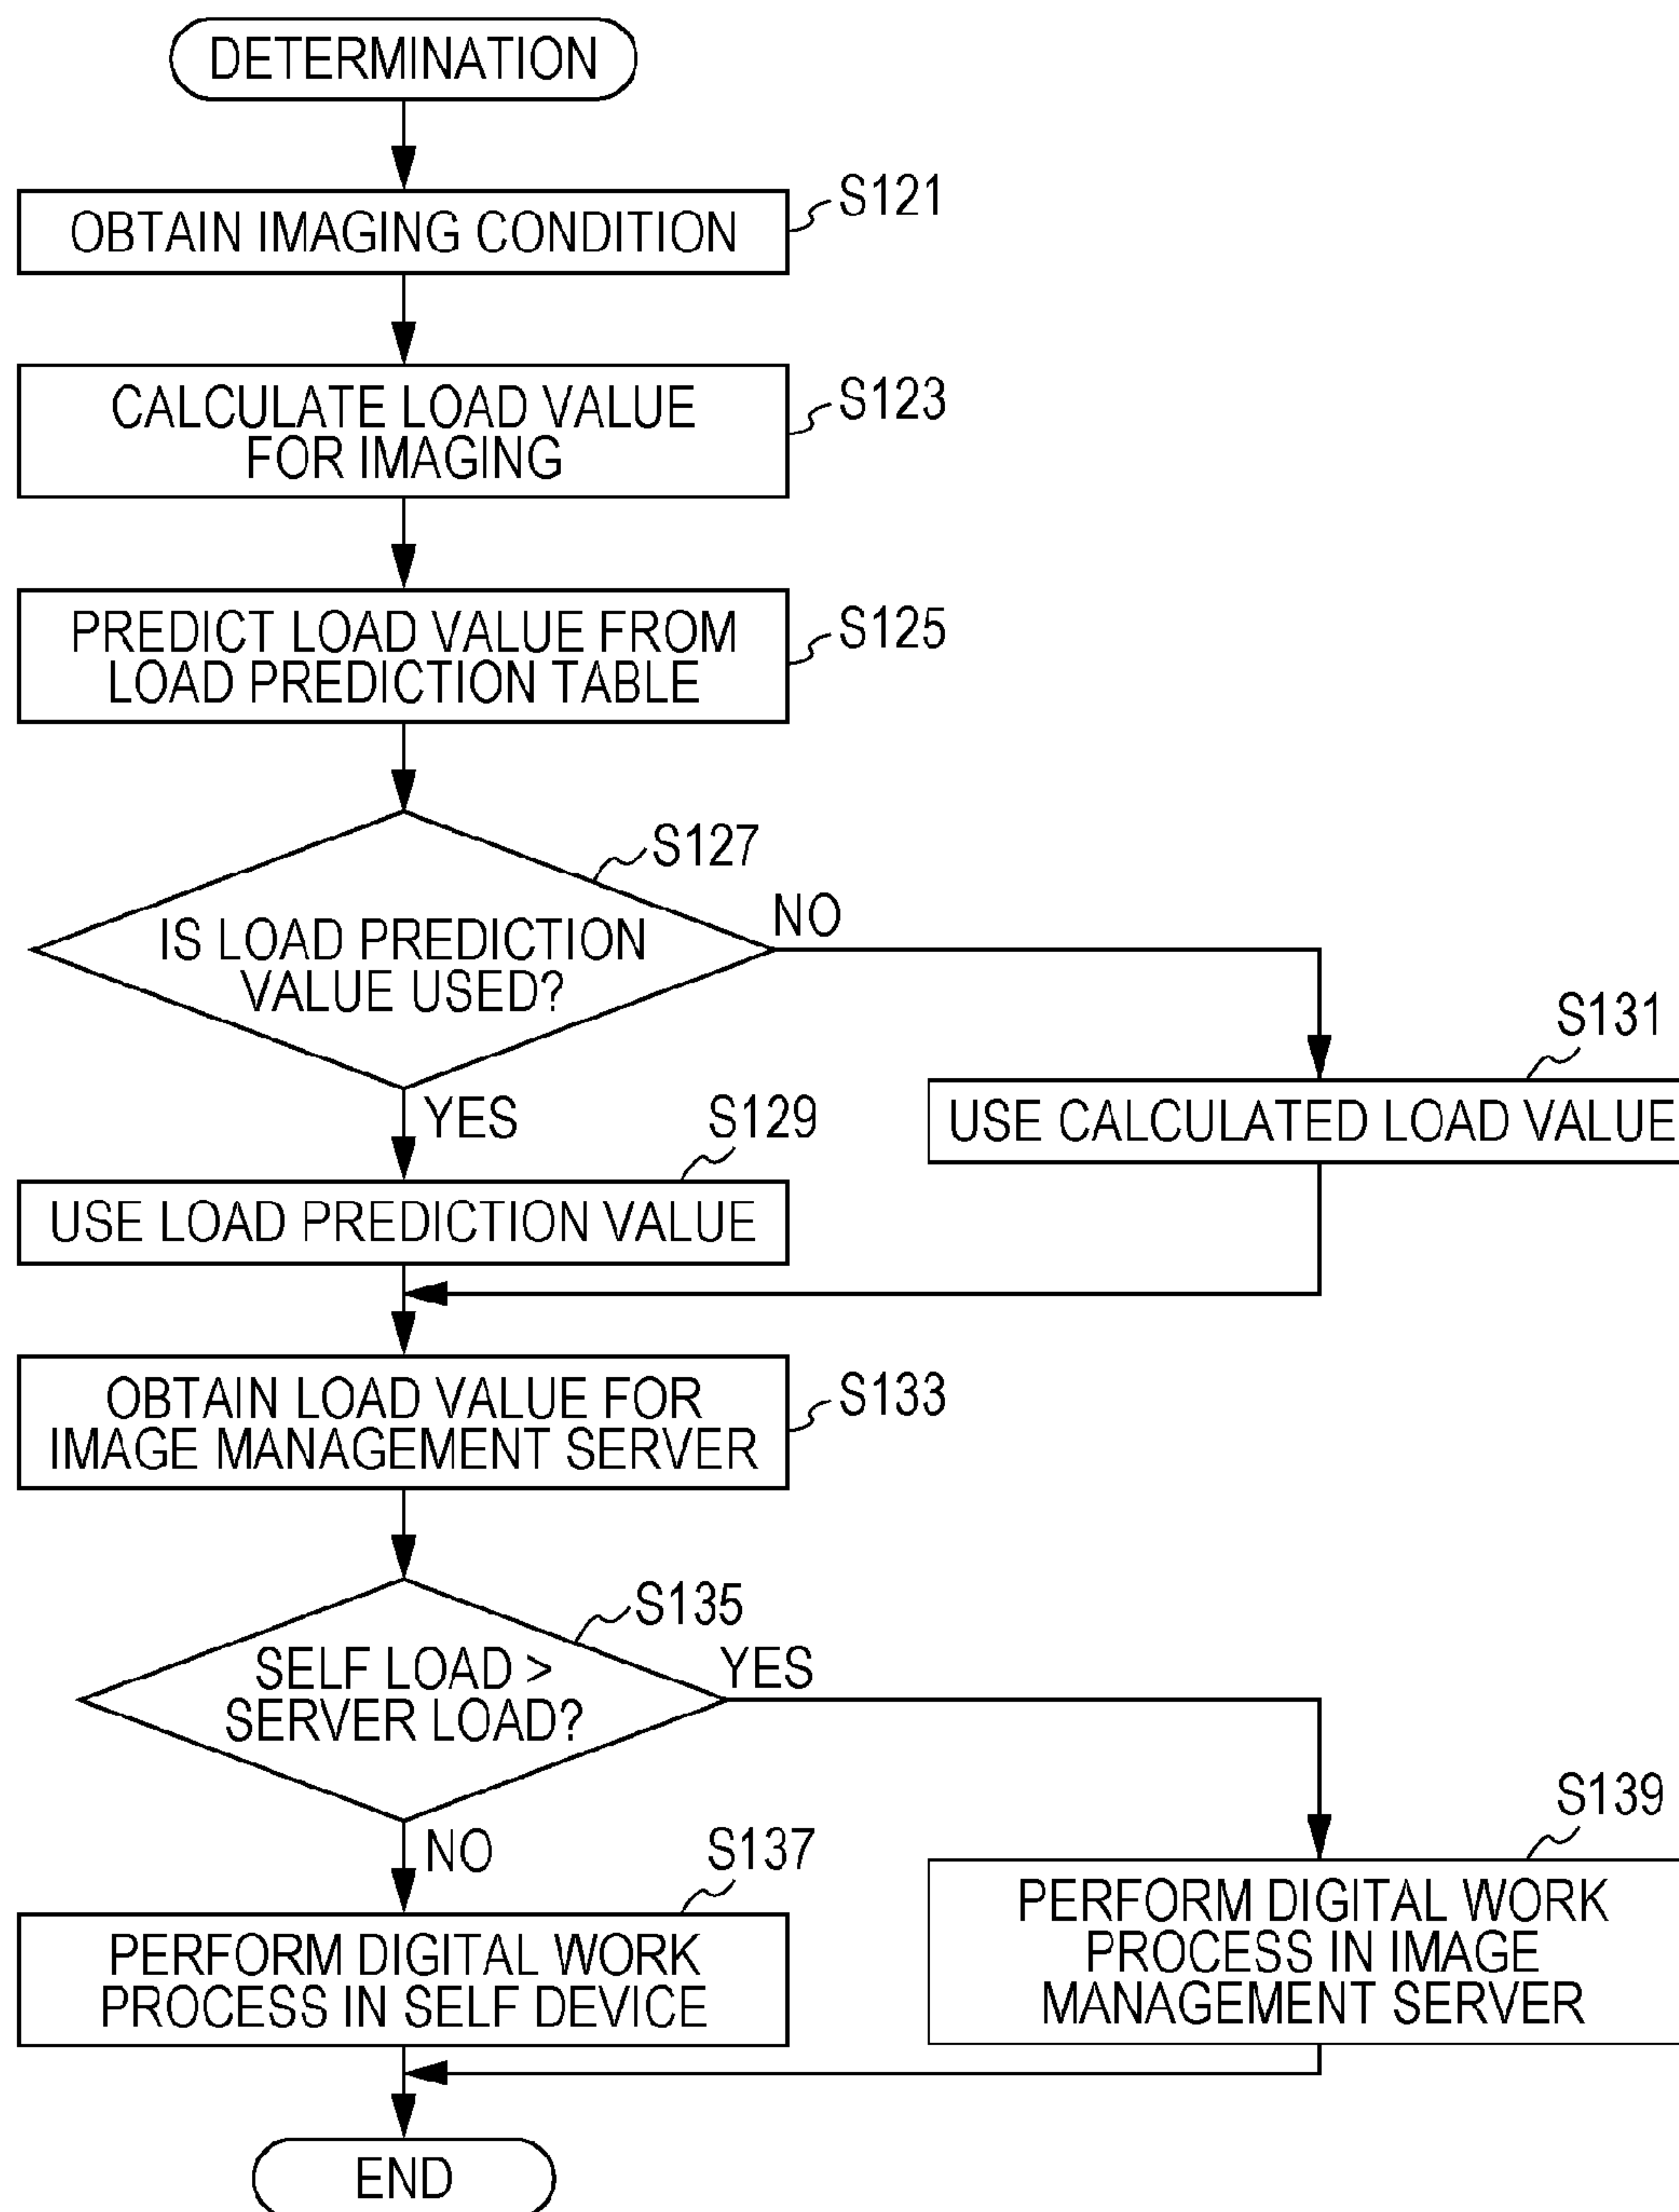 DETERMINATION
OBTAIN IMAGING CONDITION
S121
CALCULATE LOAD VALUE
FOR IMAGING
S123
PREDICT LOAD VALUE FROM
LOAD PREDICTION TABLE
S125
IS LOAD PREDICTION
VALUE USED?
S127
NO
YES
S131
USE CALCULATED LOAD VALUE
S129
USE LOAD PREDICTION VALUE
OBTAIN LOAD VALUE FOR
IMAGE MANAGEMENT SERVER
S133
SELF LOAD >
SERVER LOAD?
S135
YES
NO
S139
PERFORM DIGITAL WORK
PROCESS IN IMAGE
MANAGEMENT SERVER
S137
PERFORM DIGITAL WORK
PROCESS IN SELF DEVICE
END